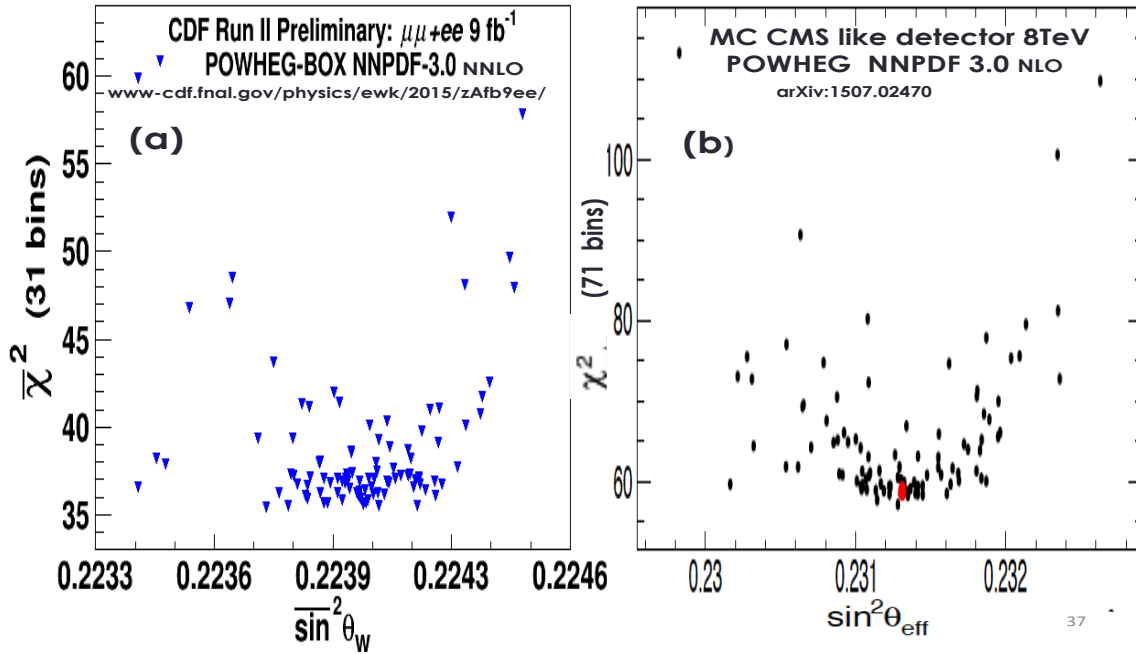 CDF Run II Preliminary: μμ+ee 9 fb⁻¹
POWHEG-BOX NNPDF-3.0 NNLO
www-cdf.fnal.gov/physics/ewk/2015/zAfb9ee/
(a)
χ̅² (31 bins)
60
55
50
45
40
35
0.2233 0.2236 0.2239 0.2243 0.2246
s̅i̅n̅²θ_W
MC CMS like detector 8TeV
POWHEG NNPDF 3.0 NLO
arXiv:1507.02470
(b)
χ² (71 bins)
100
80
60
0.23 0.231 0.232
sin²θ_eff
37